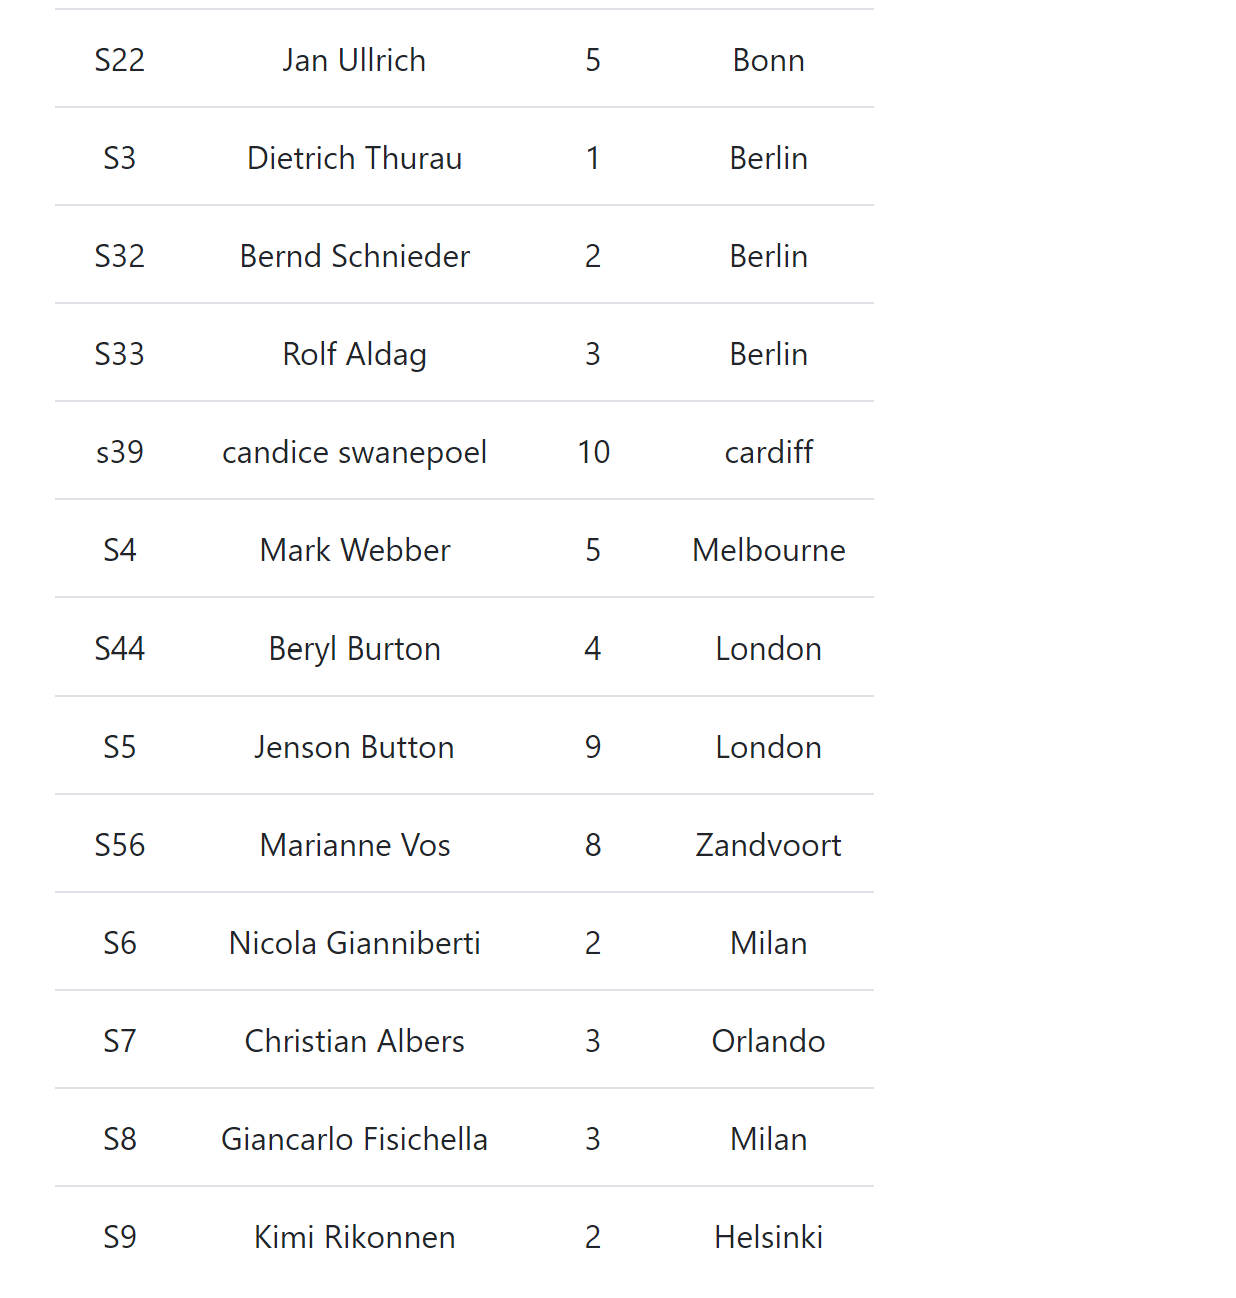 S22 Jan Ullrich 5 Bonn
S3 Dietrich Thurau 1 Berlin
S32 Bernd Schnieder 2 Berlin
S33 Rolf Aldag 3 Berlin
s39 candice swanepoel 10 cardiff
S4 Mark Webber 5 Melbourne
S44 Beryl Burton 4 London
S5 Jenson Button 9 London
S56 Marianne Vos 8 Zandvoort
S6 Nicola Gianniberti 2 Milan
S7 Christian Albers 3 Orlando
S8 Giancarlo Fisichella 3 Milan
S9 Kimi Rikonnen 2 Helsinki